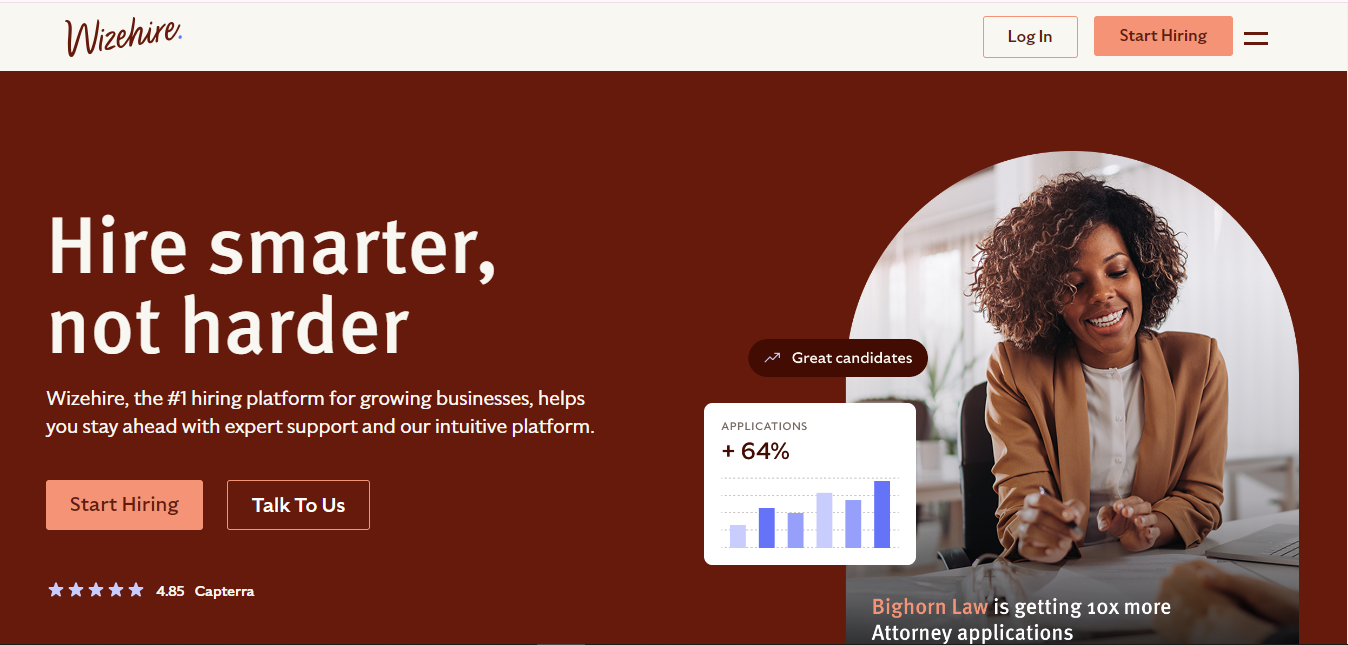 Wizehire.
Log In
Start Hiring
Hire smarter,
not harder
Wizehire, the #1 hiring platform for growing businesses, helps
you stay ahead with expert support and our intuitive platform.
Start Hiring
Talk To Us
4.85 Capterra
Great candidates
APPLICATIONS
+ 64%
Bighorn Law is getting 10x more
Attorney applications